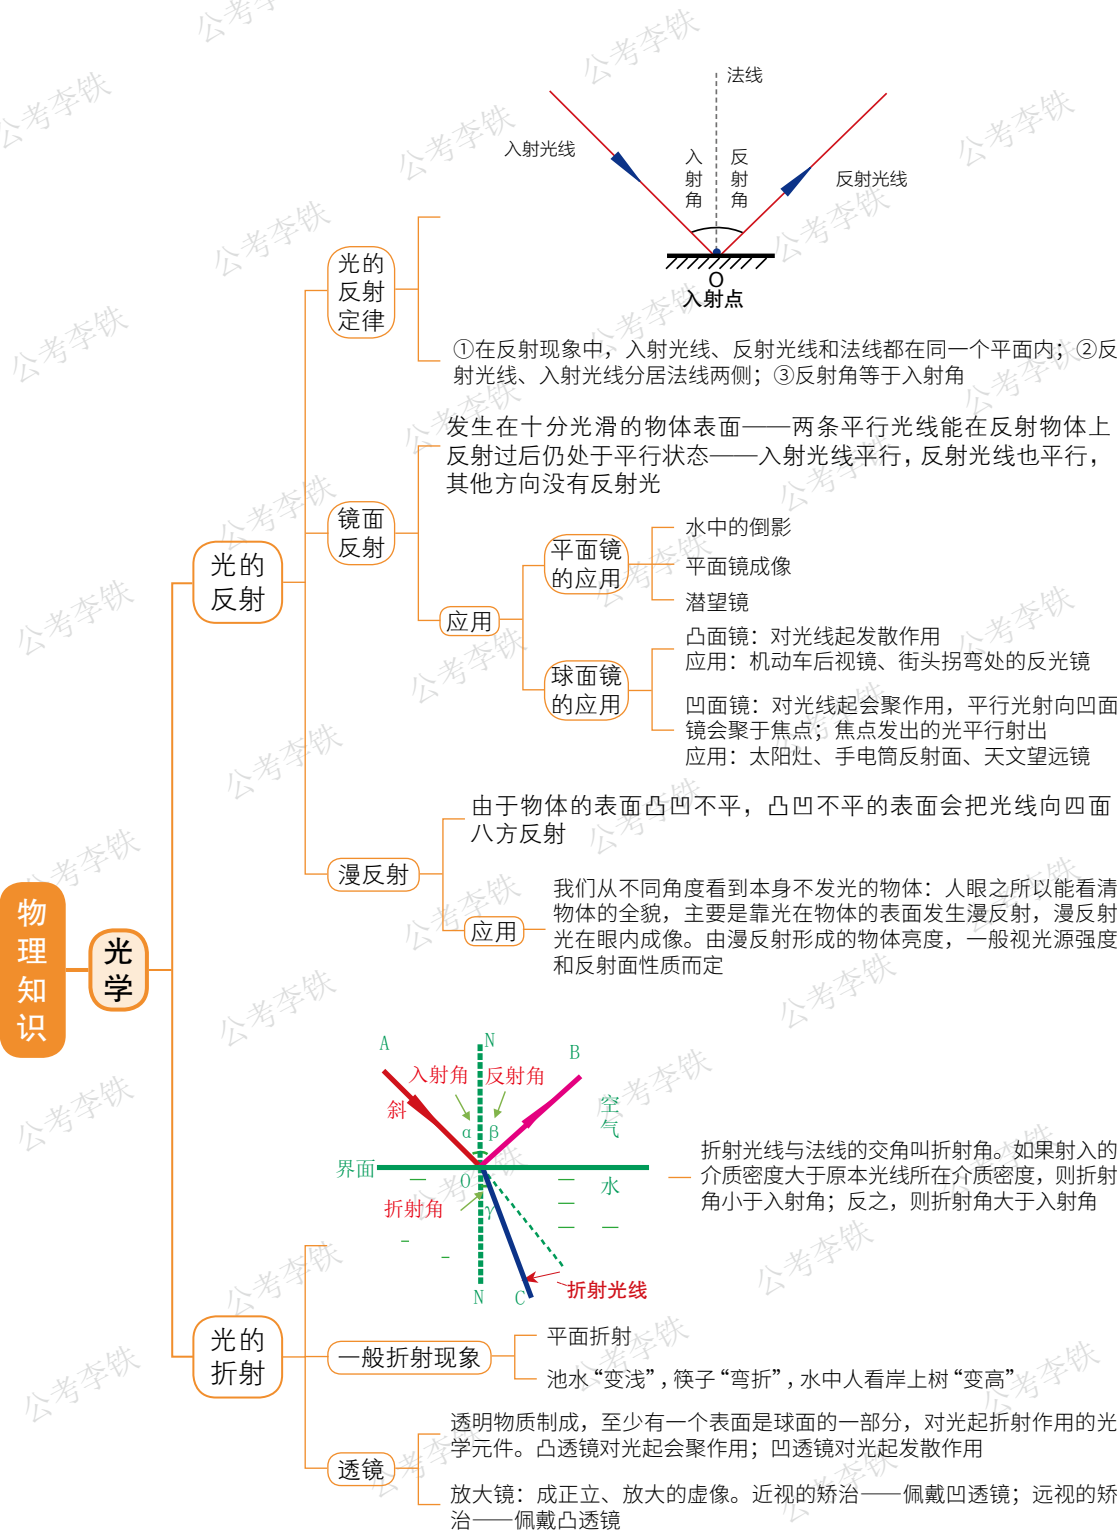 法线
入射光线
入射角
反射角
反射光线
O
入射点
光的
反射
定律
①在反射现象中，入射光线、反射光线和法线都在同一个平面内；②反
射光线、入射光线分居法线两侧；③反射角等于入射角
发生在十分光滑的物体表面——两条平行光线能在反射物体上
反射过后仍处于平行状态——入射光线平行，反射光线也平行，
其他方向没有反射光
镜面
反射
光的
反射
应用
平面镜
的应用
水中的倒影
平面镜成像
潜望镜
球面镜
的应用
凸面镜：对光线起发散作用
应用：机动车后视镜、街头拐弯处的反光镜
凹面镜：对光线起会聚作用，平行光射向凹面
镜会聚于焦点；焦点发出的光平行射出
应用：太阳灶、手电筒反射面、天文望远镜
由于物体的表面凸凹不平，凸凹不平的表面会把光线向四面
八方反射
漫反射
应用
我们从不同角度看到本身不发光的物体：人眼之所以能看清
物体的全貌，主要是靠光在物体的表面发生漫反射，漫反射
光在眼内成像。由漫反射形成的物体亮度，一般视光源强度
和反射面性质而定
物理知识
光学
A
N
B
入射角
反射角
斜
α
β
空气
界面
O
水
折射角
γ
N
C
折射光线
折射光线与法线的交角叫折射角。如果射入的
介质密度大于原本光线所在介质密度，则折射
角小于入射角；反之，则折射角大于入射角
光的
折射
一般折射现象
平面折射
池水“变浅”，筷子“弯折”，水中人看岸上树“变高”
透镜
透明物质制成，至少有一个表面是球面的一部分，对光起折射作用的光
学元件。凸透镜对光起会聚作用；凹透镜对光起发散作用
放大镜：成正立、放大的虚像。近视的矫治——佩戴凹透镜；远视的矫
治——佩戴凸透镜
公考李铁